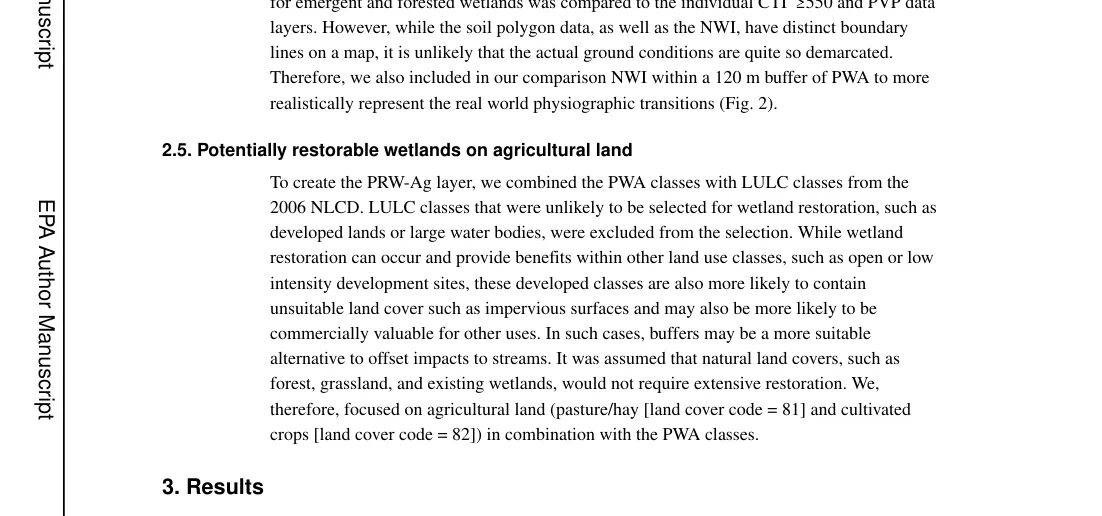 for emergent and forested wetlands was compared to the individual CTI ≥550 and PVP data
layers. However, while the soil polygon data, as well as the NWI, have distinct boundary
lines on a map, it is unlikely that the actual ground conditions are quite so demarcated.
Therefore, we also included in our comparison NWI within a 120 m buffer of PWA to more
realistically represent the real world physiographic transitions (Fig. 2).
2.5. Potentially restorable wetlands on agricultural land
To create the PRW-Ag layer, we combined the PWA classes with LULC classes from the
2006 NLCD. LULC classes that were unlikely to be selected for wetland restoration, such as
developed lands or large water bodies, were excluded from the selection. While wetland
restoration can occur and provide benefits within other land use classes, such as open or low
intensity development sites, these developed classes are also more likely to contain
unsuitable land cover such as impervious surfaces and may also be more likely to be
commercially valuable for other uses. In such cases, buffers may be a more suitable
alternative to offset impacts to streams. It was assumed that natural land covers, such as
forest, grassland, and existing wetlands, would not require extensive restoration. We,
therefore, focused on agricultural land (pasture/hay [land cover code = 81] and cultivated
crops [land cover code = 82]) in combination with the PWA classes.
3. Results
EPA Author Manuscript